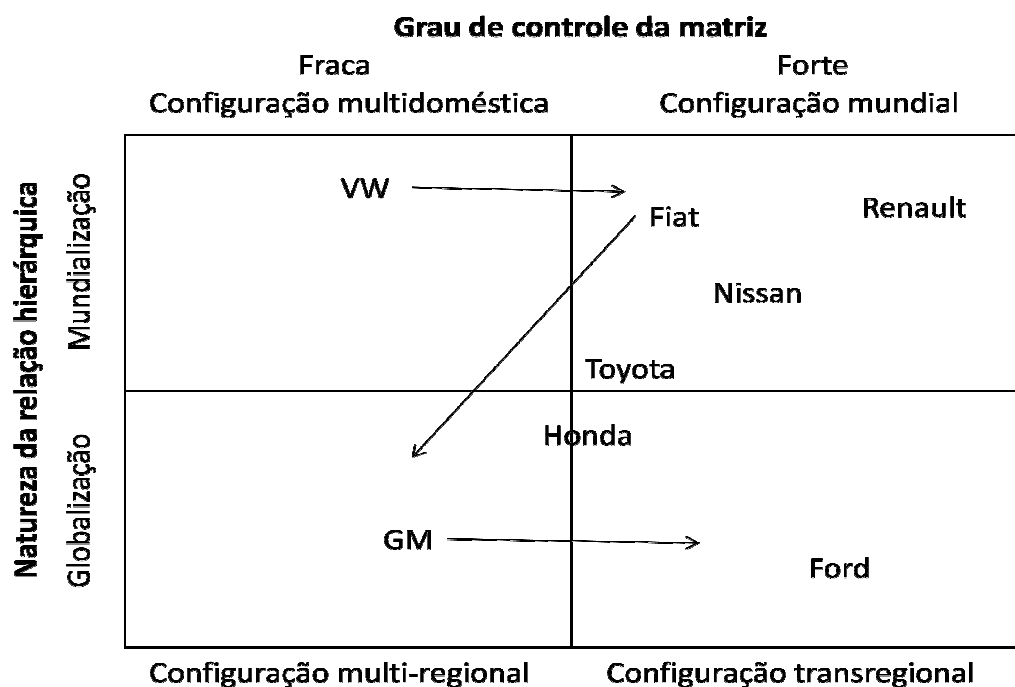 Grau de controle da matriz
Fraca
Forte
Configuração multidoméstica
Configuração mundial
Natureza da relação hierárquica
Mundialização
Globalização
VW
Fiat
Renault
Nissan
Toyota
Honda
GM
Ford
Configuração multi-regional
Configuração transregional